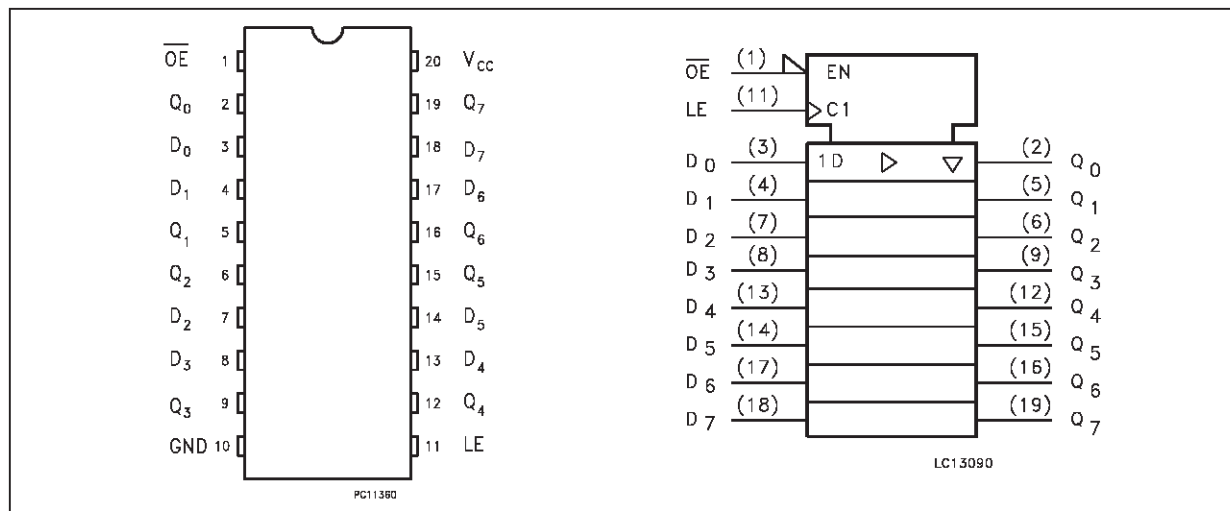 O̅E̅ 1 20 VCC
Q0 2 19 Q7
D0 3 18 D7
D1 4 17 D6
Q1 5 16 Q6
Q2 6 15 Q5
D2 7 14 D5
D3 8 13 D4
Q3 9 12 Q4
GND 10 11 LE
PC11360
O̅E̅ (1) EN
LE (11) C1
D0 (3) 1D (2) Q0
D1 (4) (5) Q1
D2 (7) (6) Q2
D3 (8) (9) Q3
D4 (13) (12) Q4
D5 (14) (15) Q5
D6 (17) (16) Q6
D7 (18) (19) Q7
LC13090